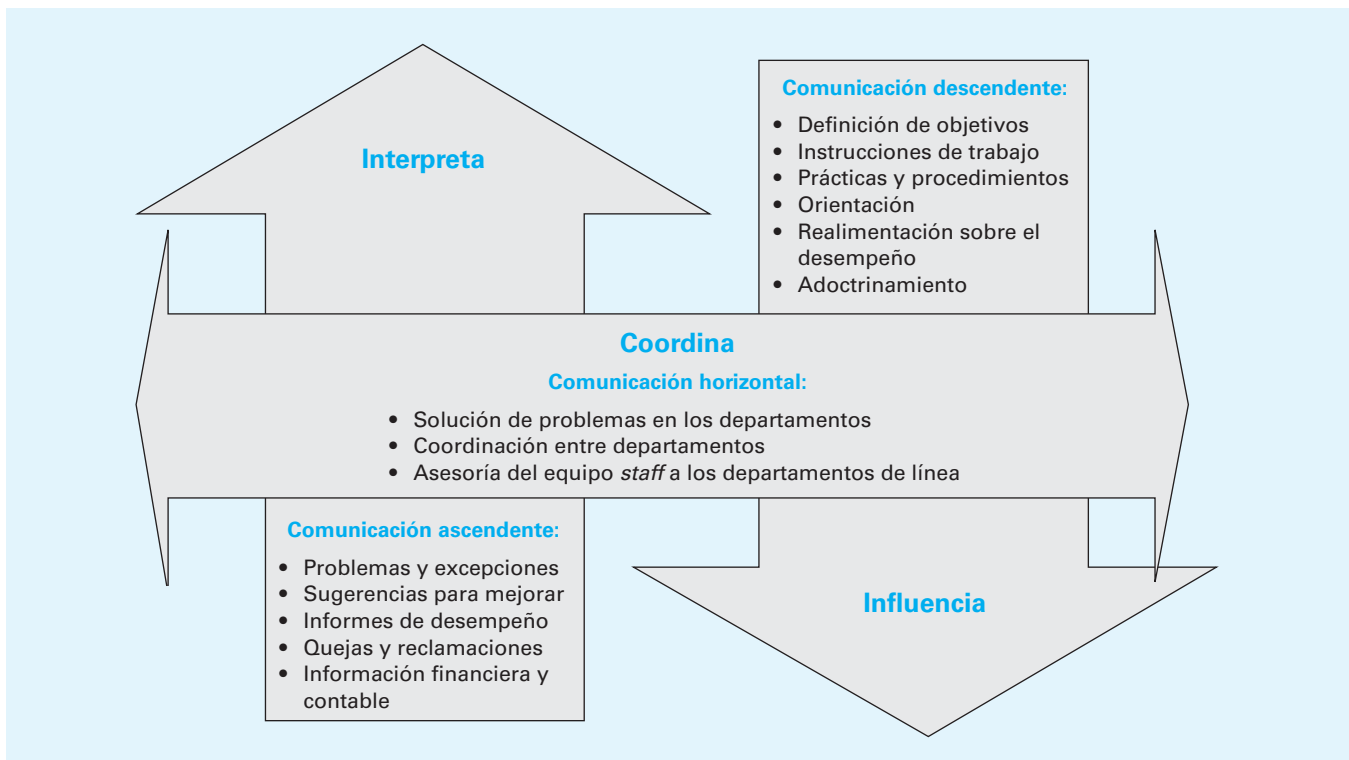 Interpreta
Comunicación descendente:
• Definición de objetivos
• Instrucciones de trabajo
• Prácticas y procedimientos
• Orientación
• Realimentación sobre el
desempeño
• Adoctrinamiento
Coordina
Comunicación horizontal:
• Solución de problemas en los departamentos
• Coordinación entre departamentos
• Asesoría del equipo staff a los departamentos de línea
Comunicación ascendente:
• Problemas y excepciones
• Sugerencias para mejorar
• Informes de desempeño
• Quejas y reclamaciones
• Información financiera y
contable
Influencia